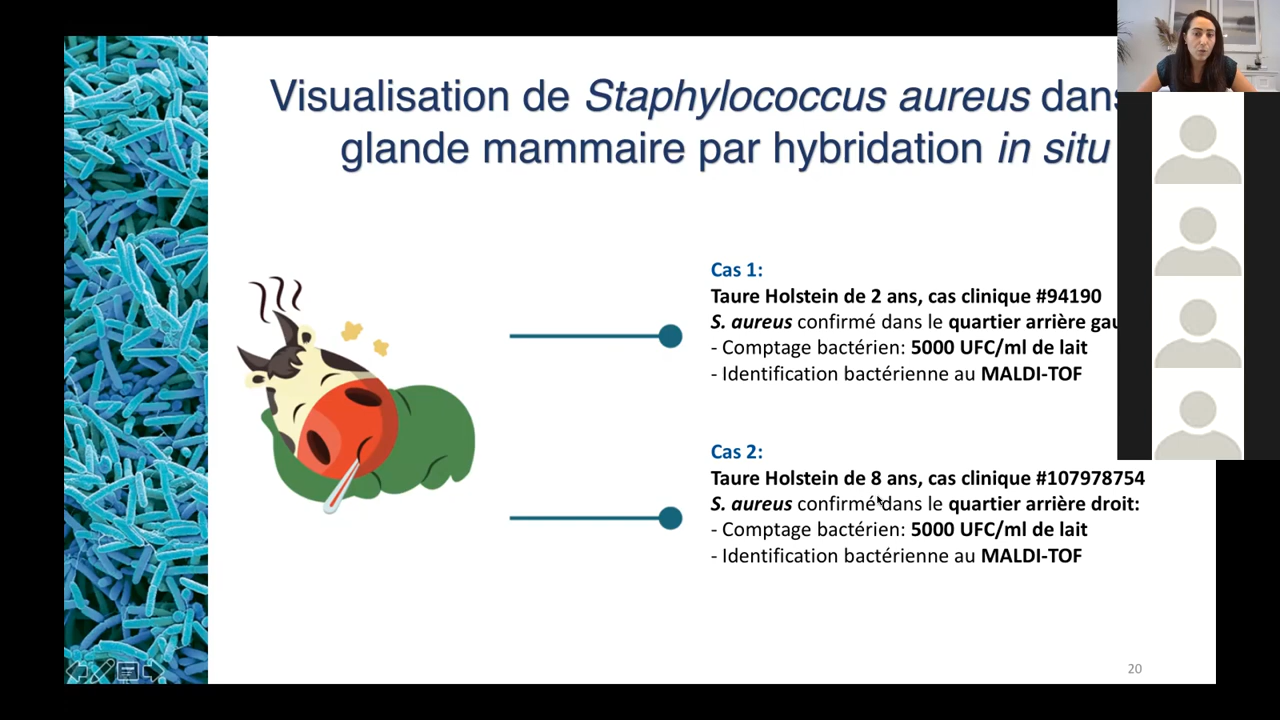 Visualisation de Staphylococcus aureus dans
glande mammaire par hybridation in situ
Cas 1:
Taure Holstein de 2 ans, cas clinique #94190
S. aureus confirmé dans le quartier arrière
- Comptage bactérien: 5000 UFC/ml de lait
- Identification bactérienne au MALDI-TOF
Cas 2:
Taure Holstein de 8 ans, cas clinique #107978754
S. aureus confirmé dans le quartier arrière droit:
- Comptage bactérien: 5000 UFC/ml de lait
- Identification bactérienne au MALDI-TOF
20